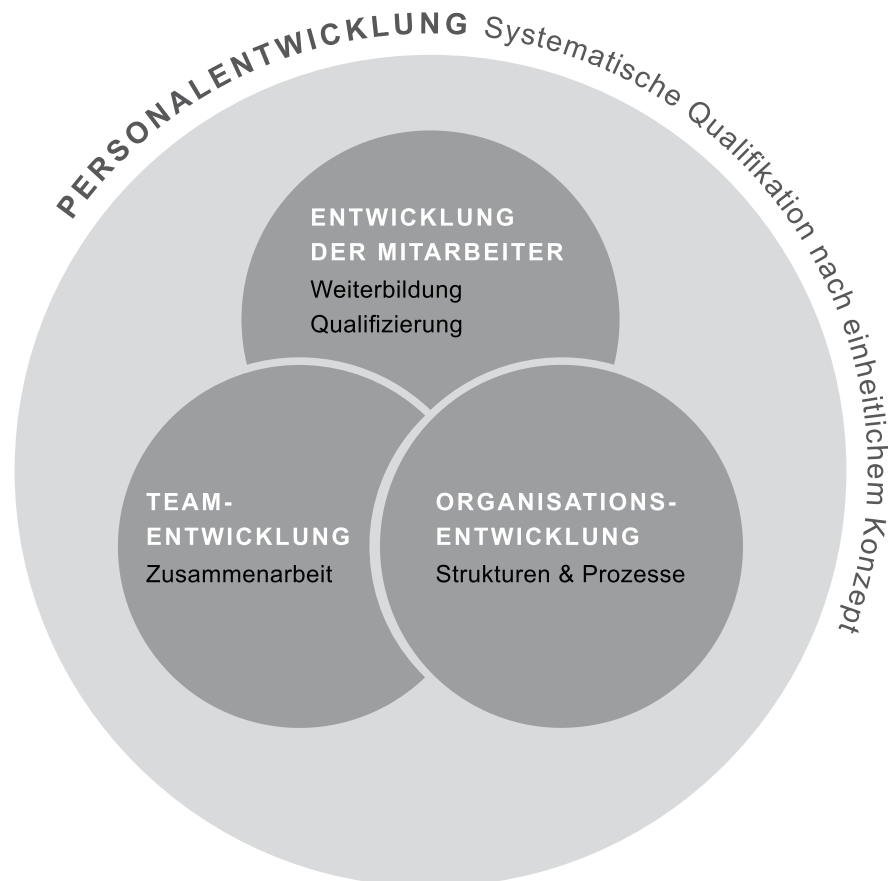 PERSONALENTWICKLUNG Systematische Qualifikation nach einheitlichem Konzept
ENTWICKLUNG
DER MITARBEITER
Weiterbildung
Qualifizierung
TEAM-
ENTWICKLUNG
Zusammenarbeit
ORGANISATIONS-
ENTWICKLUNG
Strukturen & Prozesse